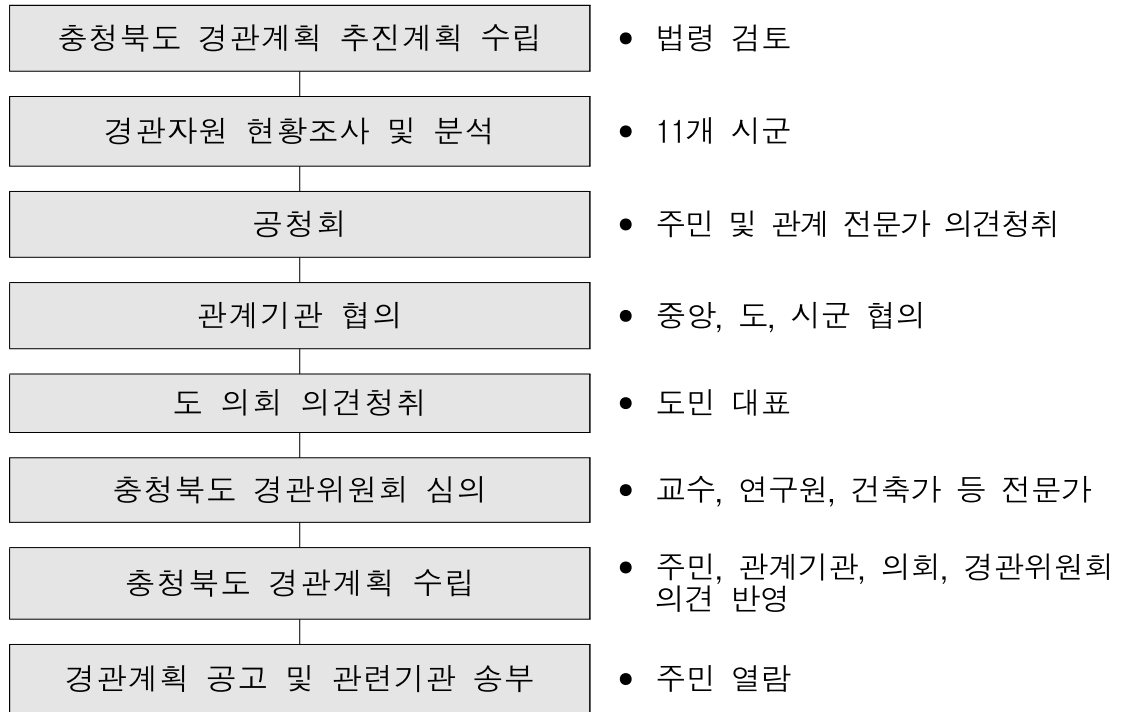 충청북도 경관계획 추진계획 수립
● 법령 검토
경관자원 현황조사 및 분석
● 11개 시군
공청회
● 주민 및 관계 전문가 의견청취
관계기관 협의
● 중앙, 도, 시군 협의
도 의회 의견청취
● 도민 대표
충청북도 경관위원회 심의
● 교수, 연구원, 건축가 등 전문가
충청북도 경관계획 수립
● 주민, 관계기관, 의회, 경관위원회
의견 반영
경관계획 공고 및 관련기관 송부
● 주민 열람